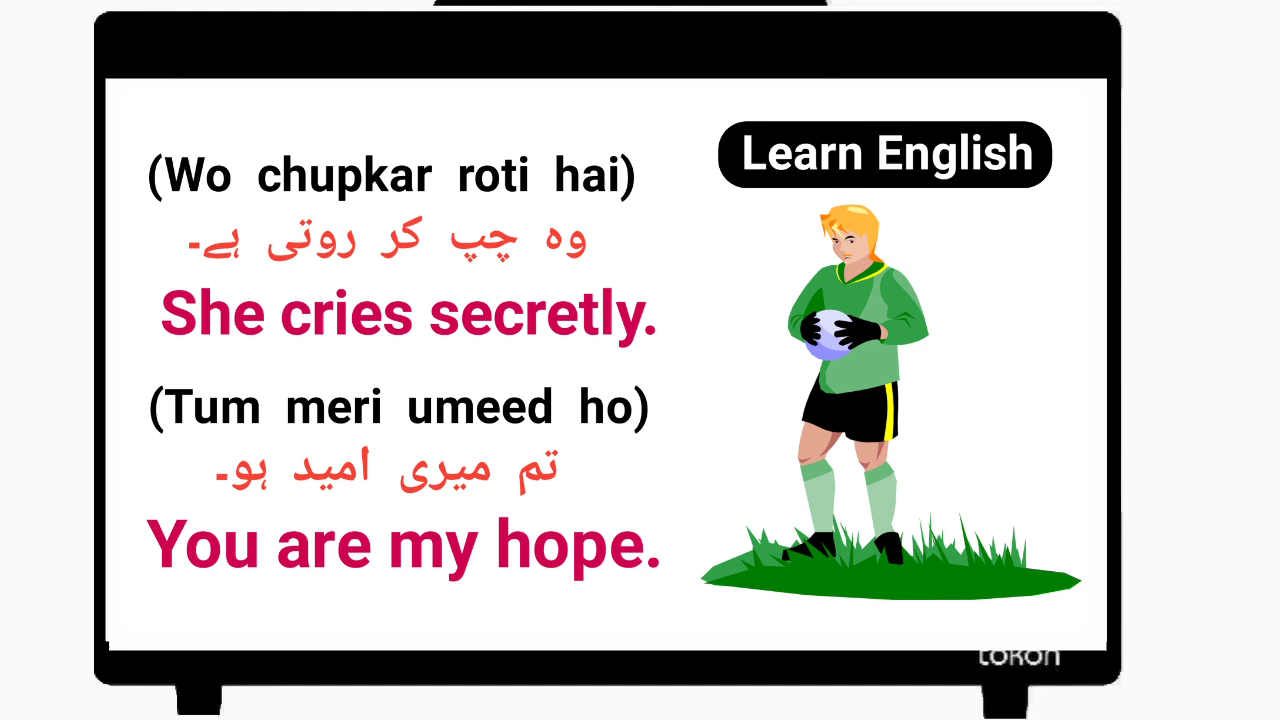 Learn English
(Wo chupkar roti hai)
وہ چپ کر روتی ہے۔
She cries secretly.
(Tum meri umeed ho)
تم میری امید ہو۔
You are my hope.